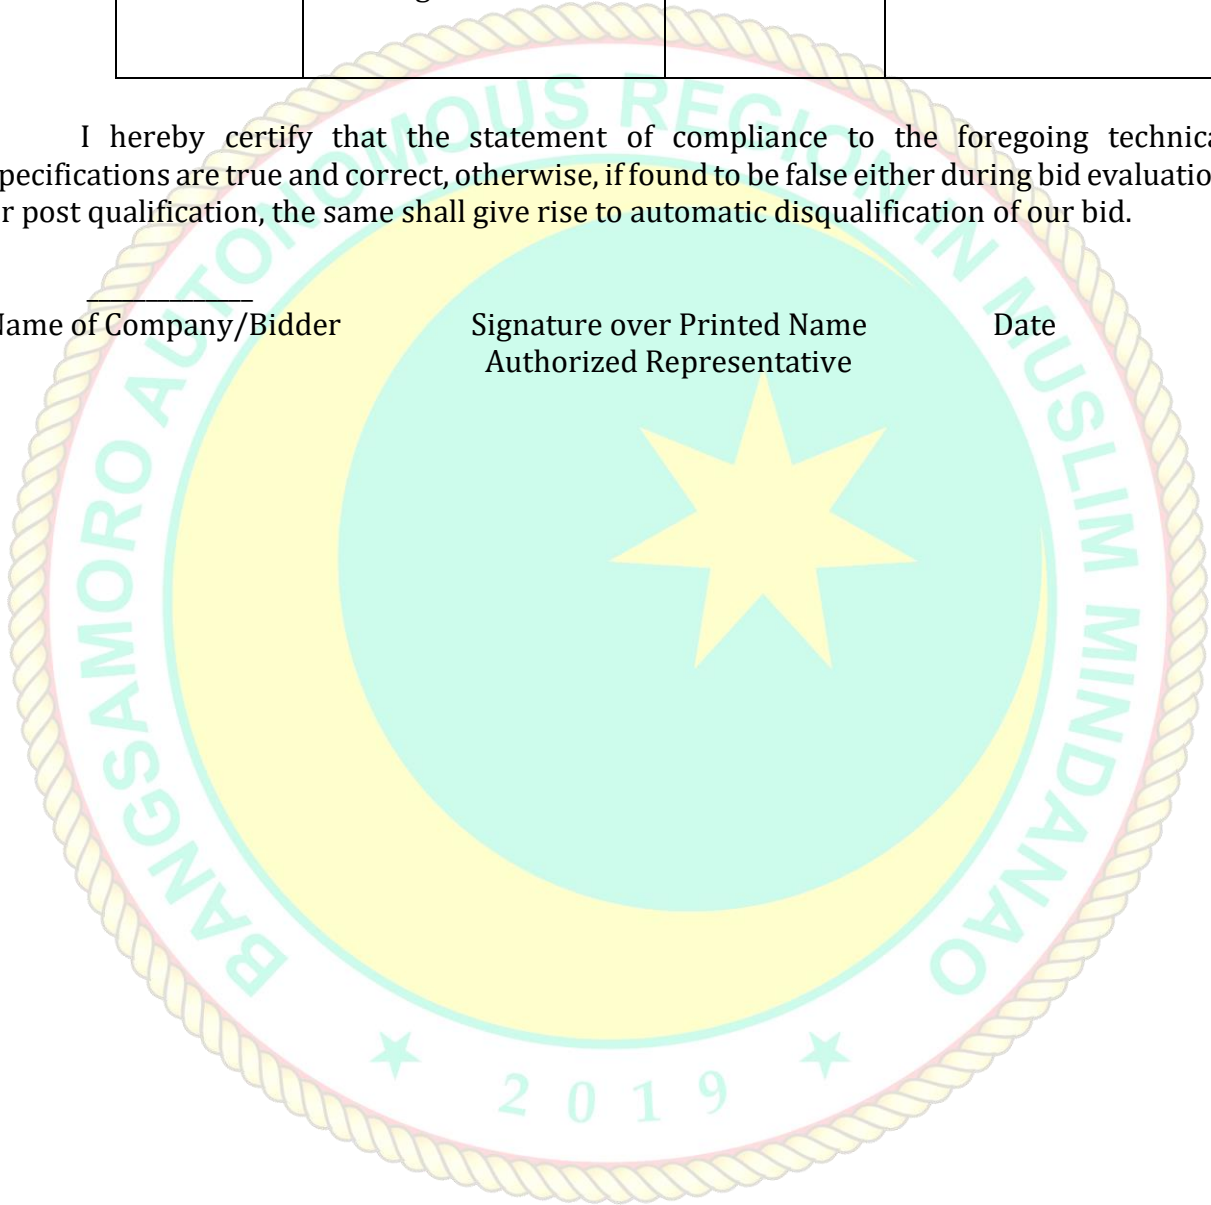 g
I hereby certify that the statement of compliance to the foregoing technica
pecifications are true and correct, otherwise, if found to be false either during bid evaluatio
r post qualification, the same shall give rise to automatic disqualification of our bid.
______________
Name of Company/Bidder Signature over Printed Name Date
Authorized Representative
BANGSAMORO AUTONOMOUS REGION IN MUSLIM MINDANAO
2019